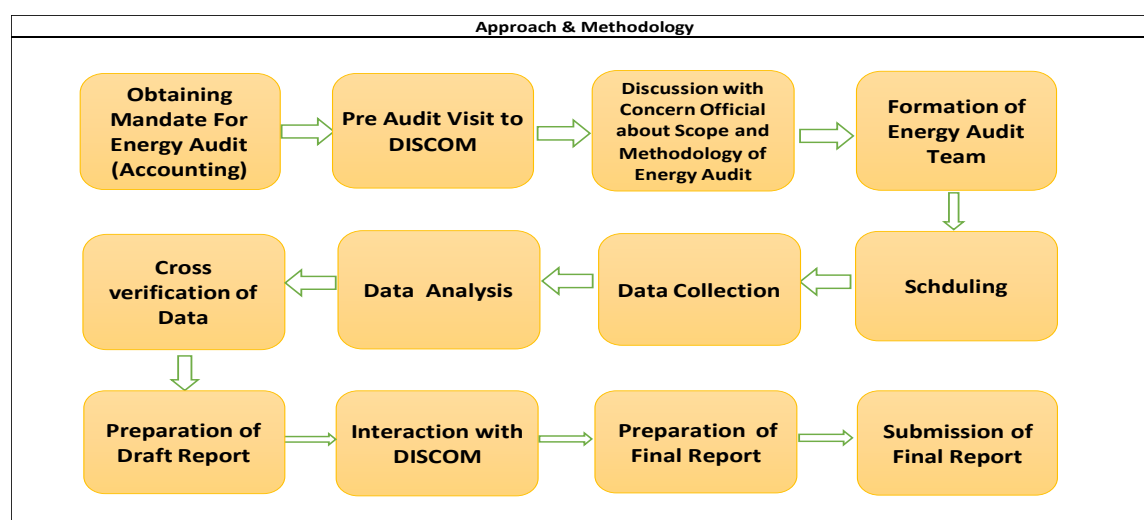 Approach & Methodology
Obtaining
Mandate For
Energy Audit
(Accounting)
Pre Audit Visit to
DISCOM
Discussion with
Concern Official
about Scope and
Methodology of
Energy Audit
Formation of
Energy Audit
Team
Schduling
Data Collection
Data Analysis
Cross
verification of
Data
Preparation of
Draft Report
Interaction with
DISCOM
Preparation of
Final Report
Submission of
Final Report